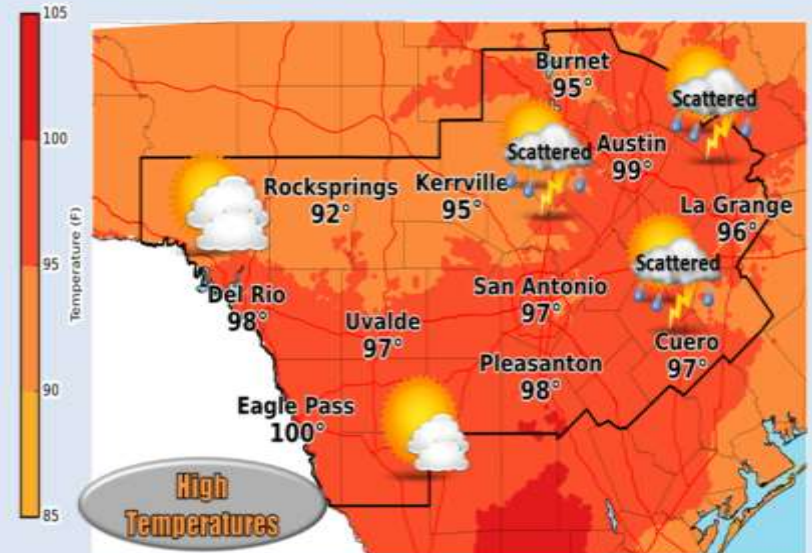 105
100
95
90
85
Temperature (F)
Burnet
95°
Scattered
Scattered
Austin
99°
Rocksprings
92°
Kerrville
95°
La Grange
96°
Scattered
Del Rio
98°
San Antonio
97°
Uvalde
97°
Cuero
97°
Pleasanton
98°
Eagle Pass
100°
High
Temperatures